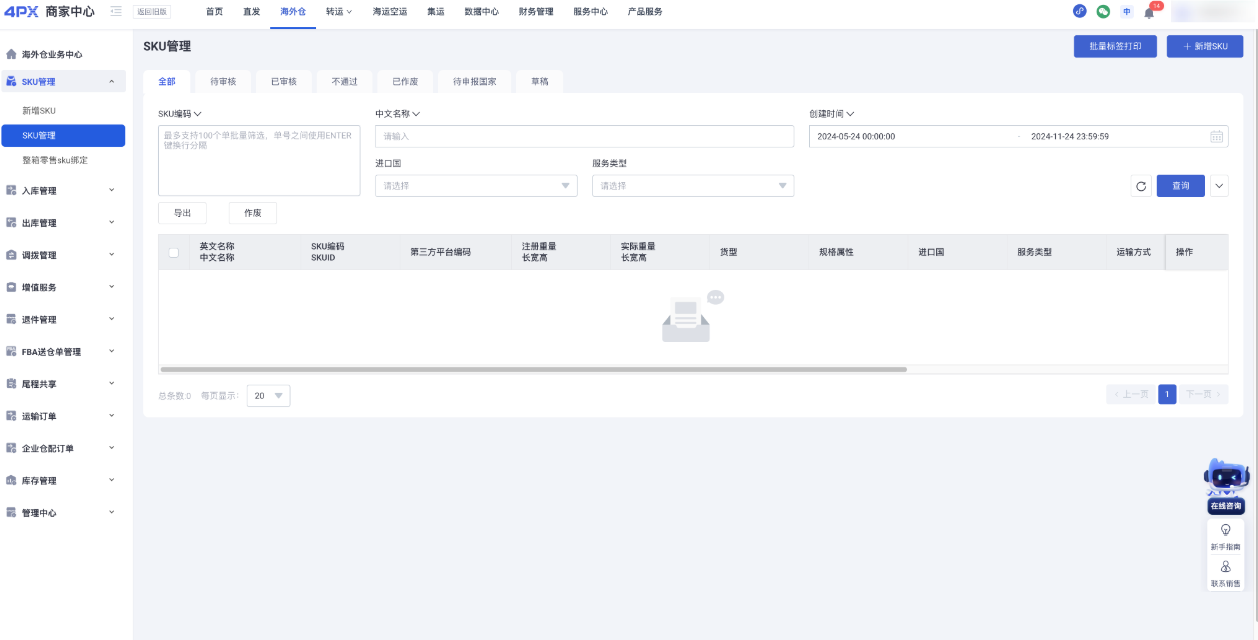 4PX 商家中心
返回旧版
首页
直发
海外仓
转运
海运空运
集运
数据中心
财务管理
服务中心
产品服务
中
14
海外仓业务中心
SKU管理
新增SKU
SKU管理
整箱零售sku绑定
入库管理
出库管理
调拨管理
增值服务
退件管理
FBA送仓单管理
尾程共享
运输订单
企业仓配订单
库存管理
管理中心
SKU管理
批量标签打印
＋ 新增SKU
全部
待审核
已审核
不通过
已作废
待申报国家
草稿
SKU编码
最多支持100个单批量筛选，单号之间使用ENTER
键换行分隔
中文名称
请输入
创建时间
2024-05-24 00:00:00 - 2024-11-24 23:59:59
进口国
请选择
服务类型
请选择
查询
导出
作废
英文名称
中文名称
SKU编码
SKUID
第三方平台编码
注册重量
长宽高
实际重量
长宽高
货型
规格属性
进口国
服务类型
运输方式
操作
总条数:0
每页显示:
20
上一页
1
下一页
在线咨询
新手指南
联系销售